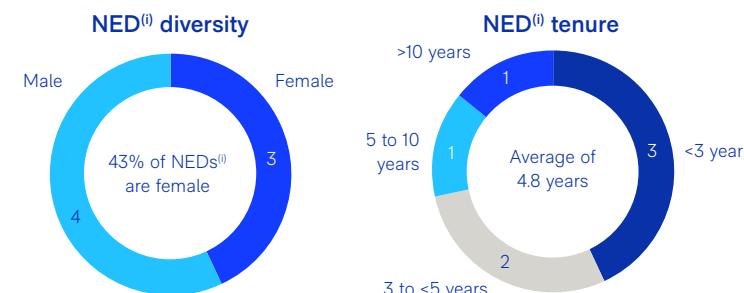 NED(i) diversity
Male
Female
43% of NEDs(i)
are female
3
4
NED(i) tenure
>10 years
1
5 to 10
years
1
Average of
4.8 years
3
<3 year
2
3 to <5 years